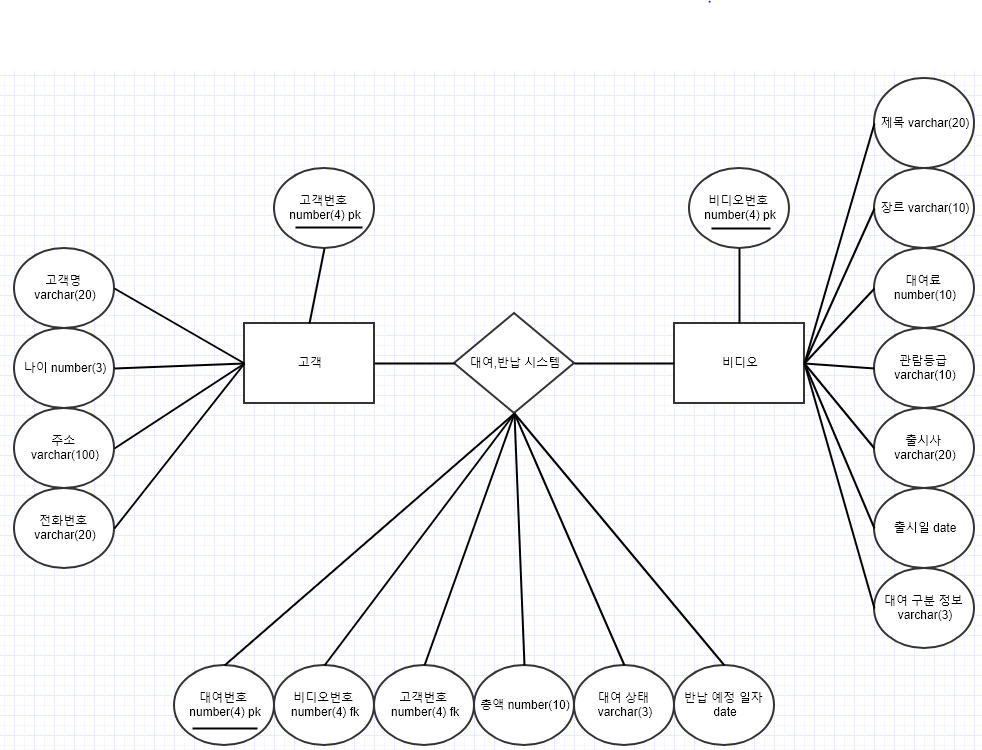 제목 varchar(20)
고객번호
number(4) pk
비디오번호
number(4) pk
장르 varchar(10)
고객명
varchar(20)
대여료
number(10)
나이 number(3)
고객
대여,반납 시스템
비디오
관람등급
varchar(10)
주소
varchar(100)
출시사
varchar(20)
전화번호
varchar(20)
출시일 date
대여 구분 정보
varchar(3)
대여번호
number(4) pk
비디오번호
number(4) fk
고객번호
number(4) fk
총액 number(10)
대여 상태
varchar(3)
반납 예정 일자
date